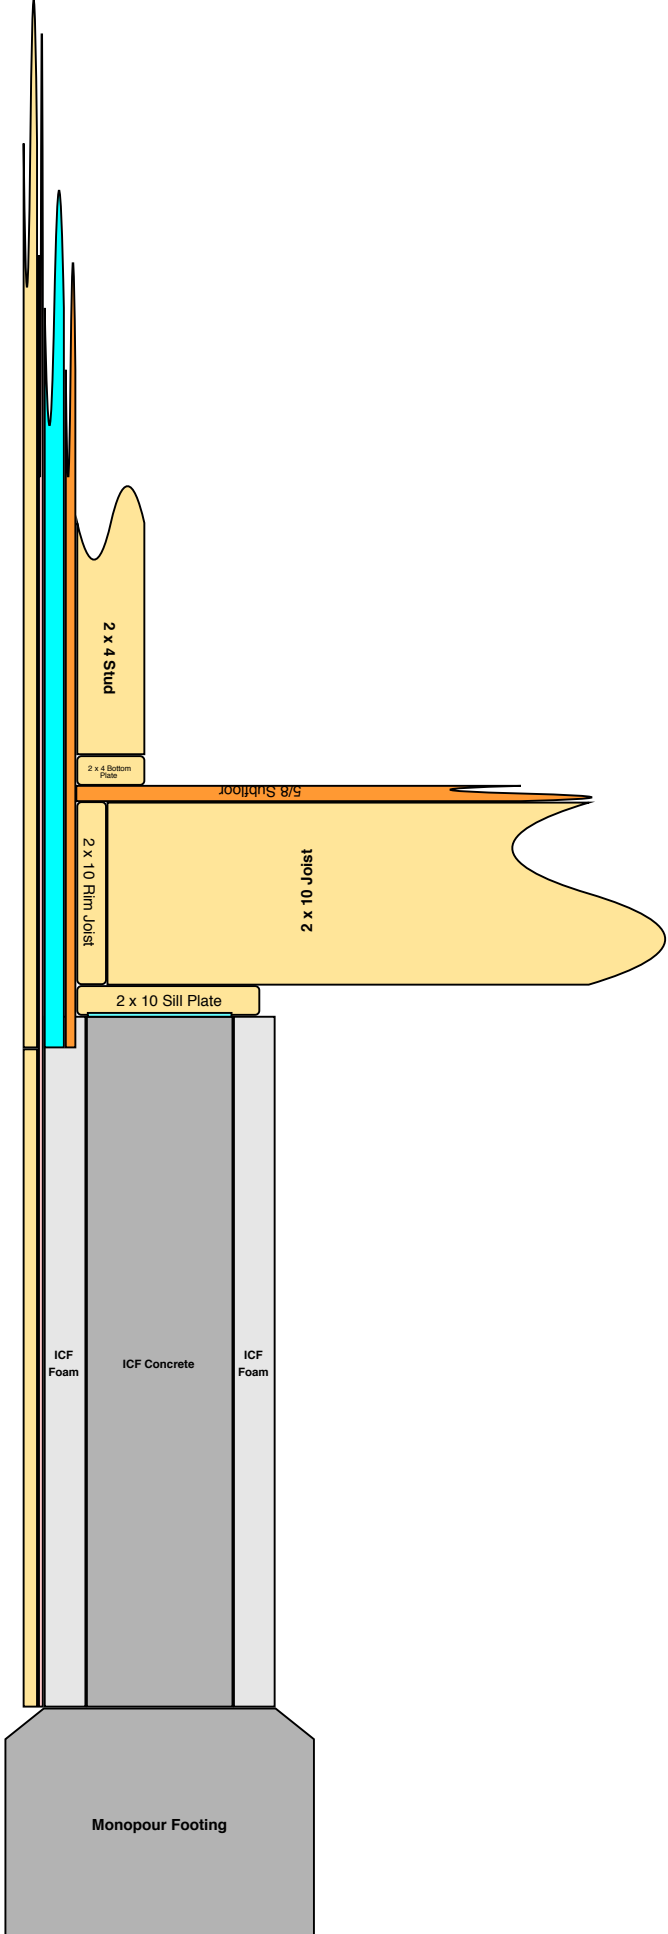 2 x 4 Stud
2 x 4 Bottom
Plate
5/8 Subfloor
2 x 10 Rim Joist
2 x 10 Joist
2 x 10 Sill Plate
ICF
Foam
ICF Concrete
ICF
Foam
Monopour Footing